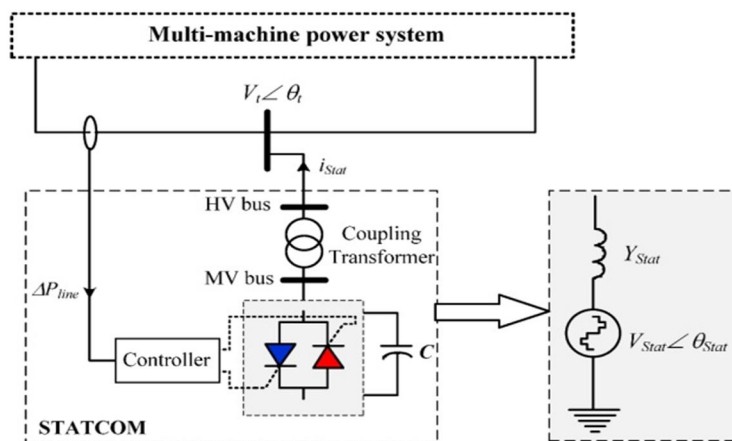 Multi-machine power system
V_t∠θ_t
i_Stat
HV bus
Coupling
Transformer
MV bus
ΔP_line
Controller
C
STATCOM
Y_Stat
V_Stat∠θ_Stat